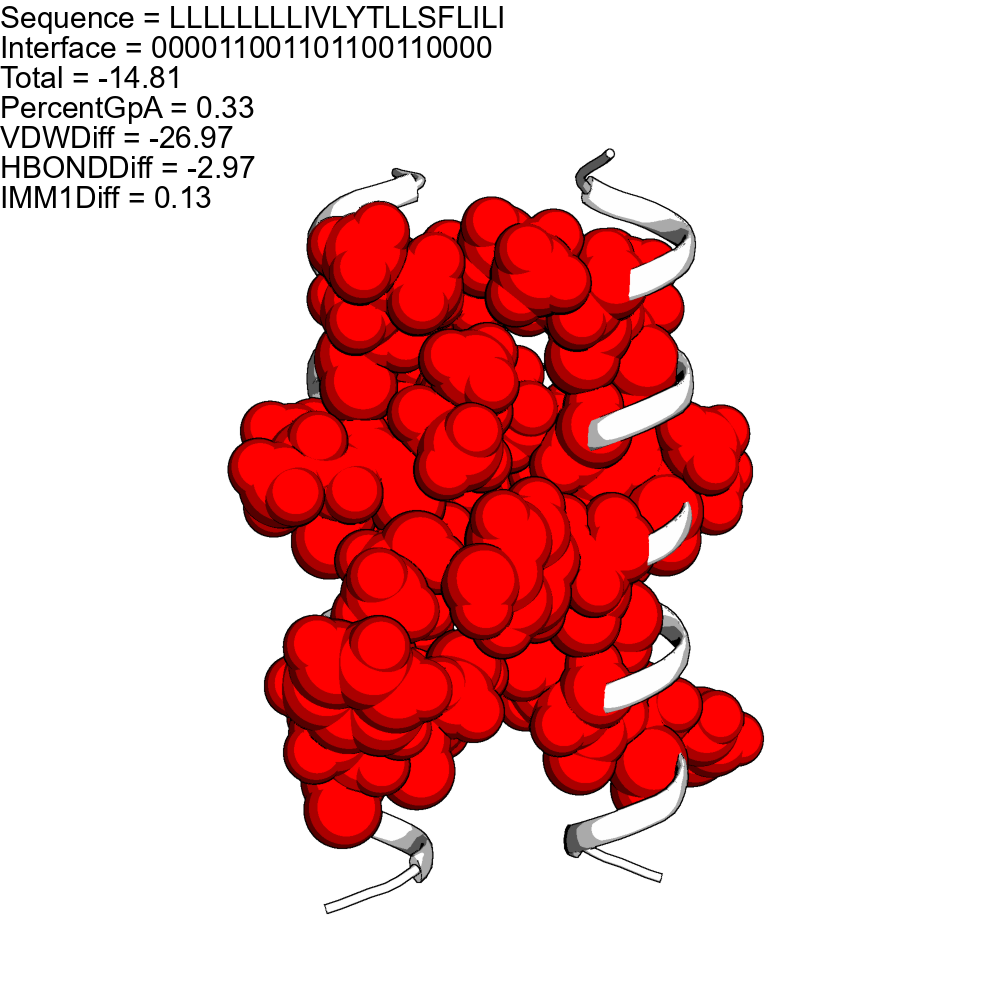 Sequence = LLLLLLLLIVLYTLLSFLILI
Interface = 000011001101100110000
Total = -14.81
PercentGpA = 0.33
VDWDiff = -26.97
HBONDDiff = -2.97
IMM1Diff = 0.13